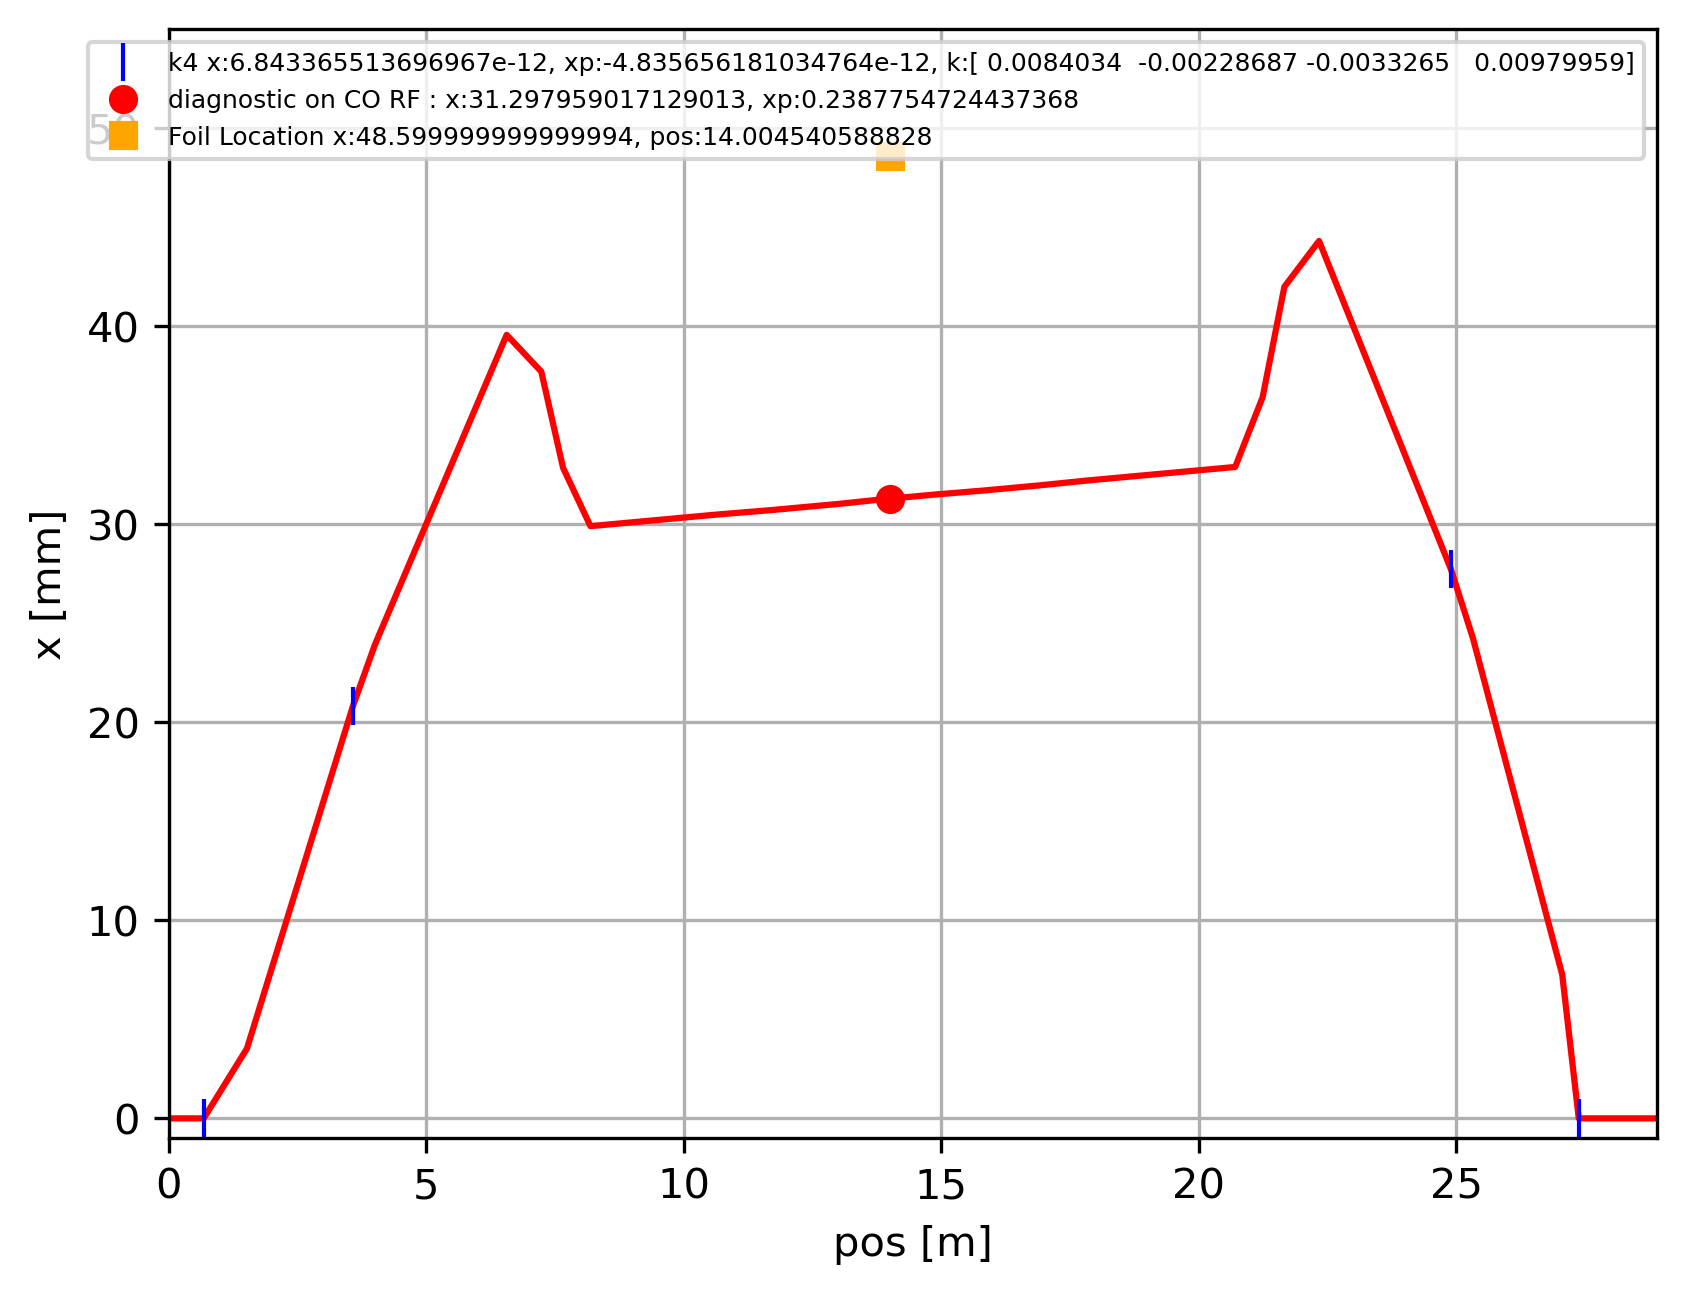 k4 x:6.843365513696967e-12, xp:-4.835656181034764e-12, k:[ 0.0084034 -0.00228687 -0.0033265 0.00979959]
diagnostic on CO RF : x:31.297959017129013, xp:0.2387754724437368
Foil Location x:48.599999999999994, pos:14.004540588828
50
40
30
20
10
0
x [mm]
0 5 10 15 20 25
pos [m]